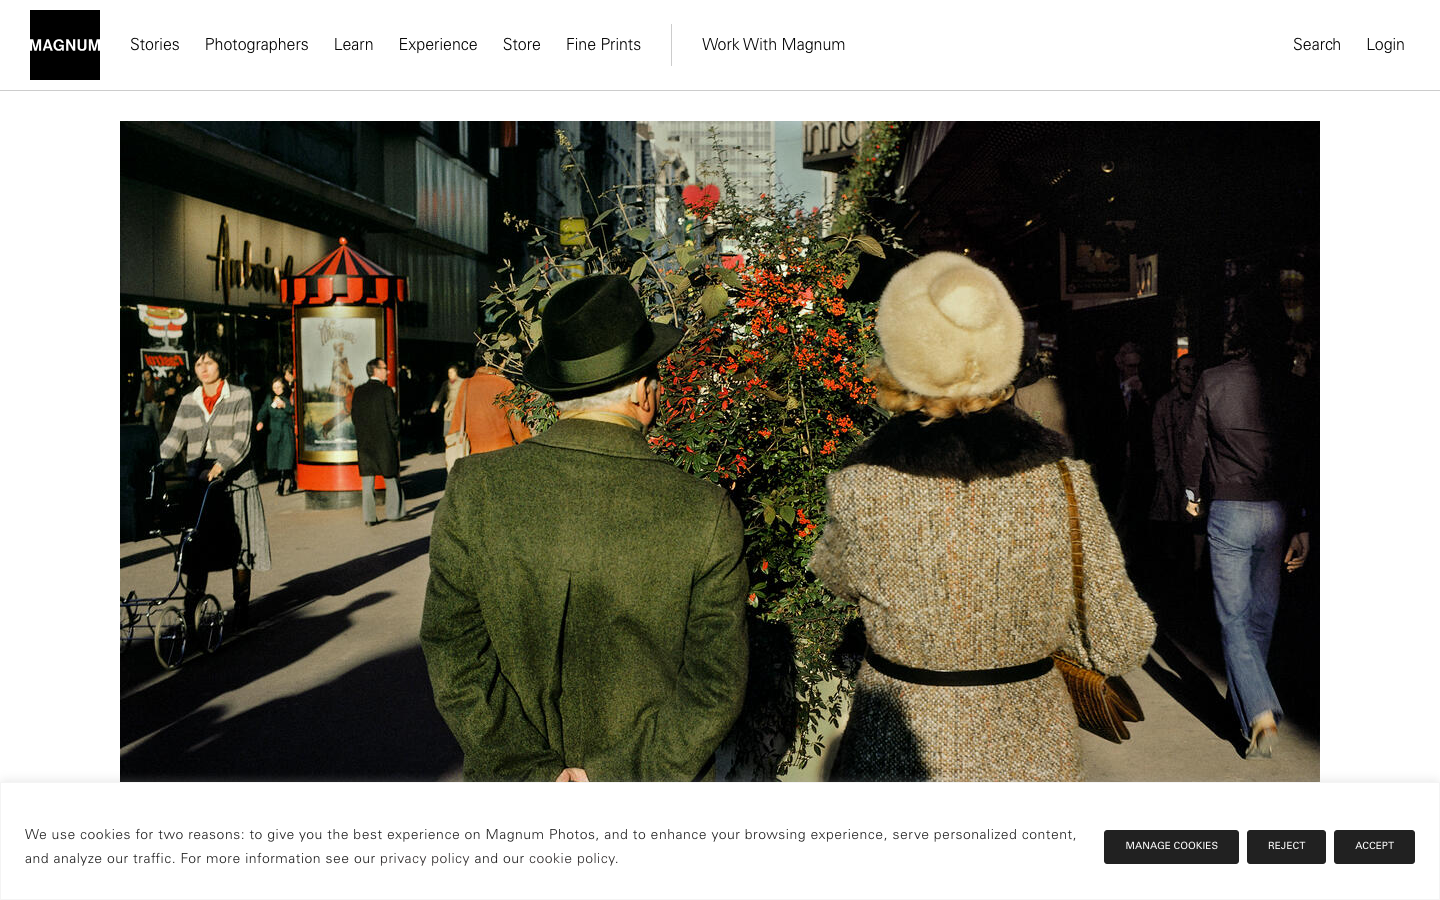 MAGNUM
Stories
Photographers
Learn
Experience
Store
Fine Prints
Work With Magnum
Search
Login
We use cookies for two reasons: to give you the best experience on Magnum Photos, and to enhance your browsing experience, serve personalized content,
and analyze our traffic. For more information see our privacy policy and our cookie policy.
MANAGE COOKIES
REJECT
ACCEPT